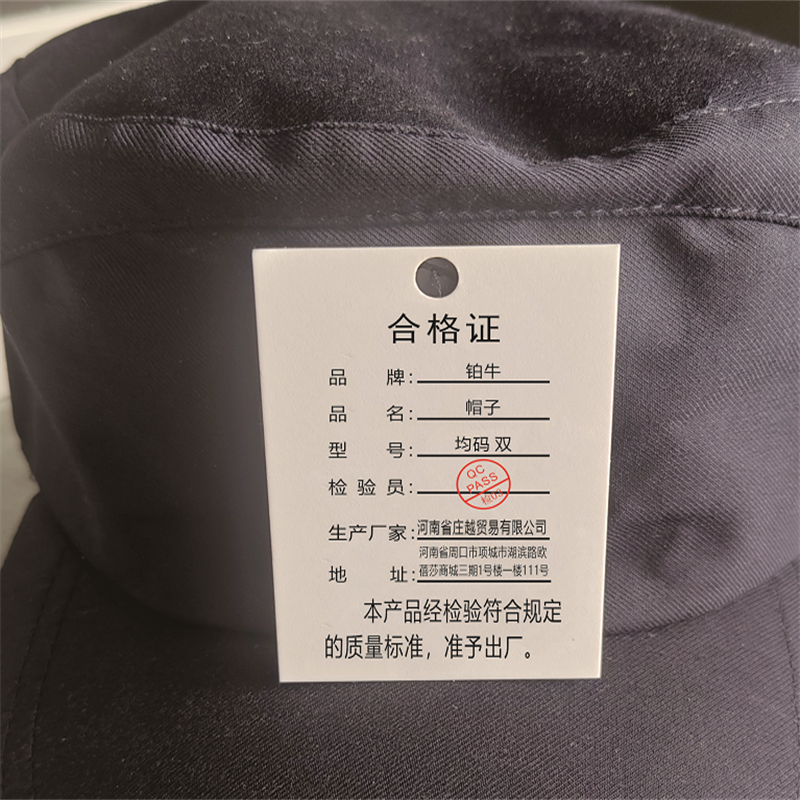 合格证
品 牌：铂牛
品 名：帽子
型 号：均码 双
检 验 员：
QC
PASS
生产厂家：河南省庄越贸易有限公司
河南省周口市项城市湖滨路欧
地 址：蓓莎商城三期1号楼一楼111号
本产品经检验符合规定
的质量标准，准予出厂。